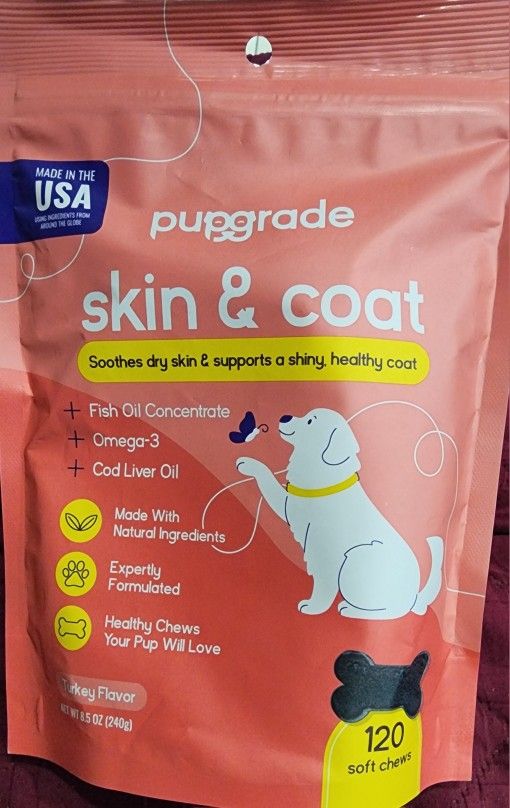 MADE IN THE
USA
USING INGREDIENTS FROM
AROUND THE GLOBE
pupgrade
skin & coat
Soothes dry skin & supports a shiny, healthy coat
+ Fish Oil Concentrate
+ Omega-3
+ Cod Liver Oil
Made With
Natural Ingredients
Expertly
Formulated
Healthy Chews
Your Pup Will Love
Turkey Flavor
NET WT 8.5 OZ (240g)
120
soft chews